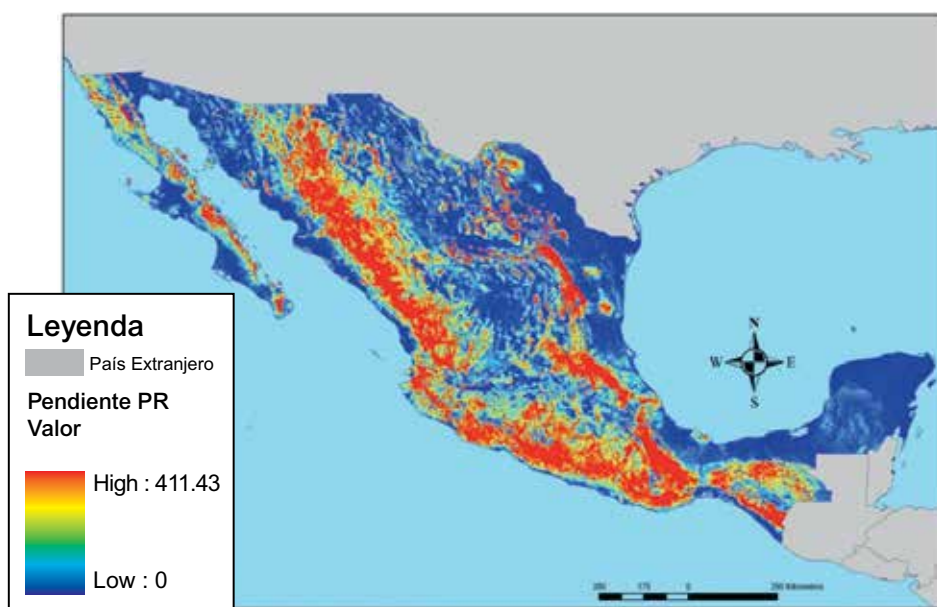 N
W
E
S
Leyenda
País Extranjero
Pendiente PR
Valor
High : 411.43
Low : 0